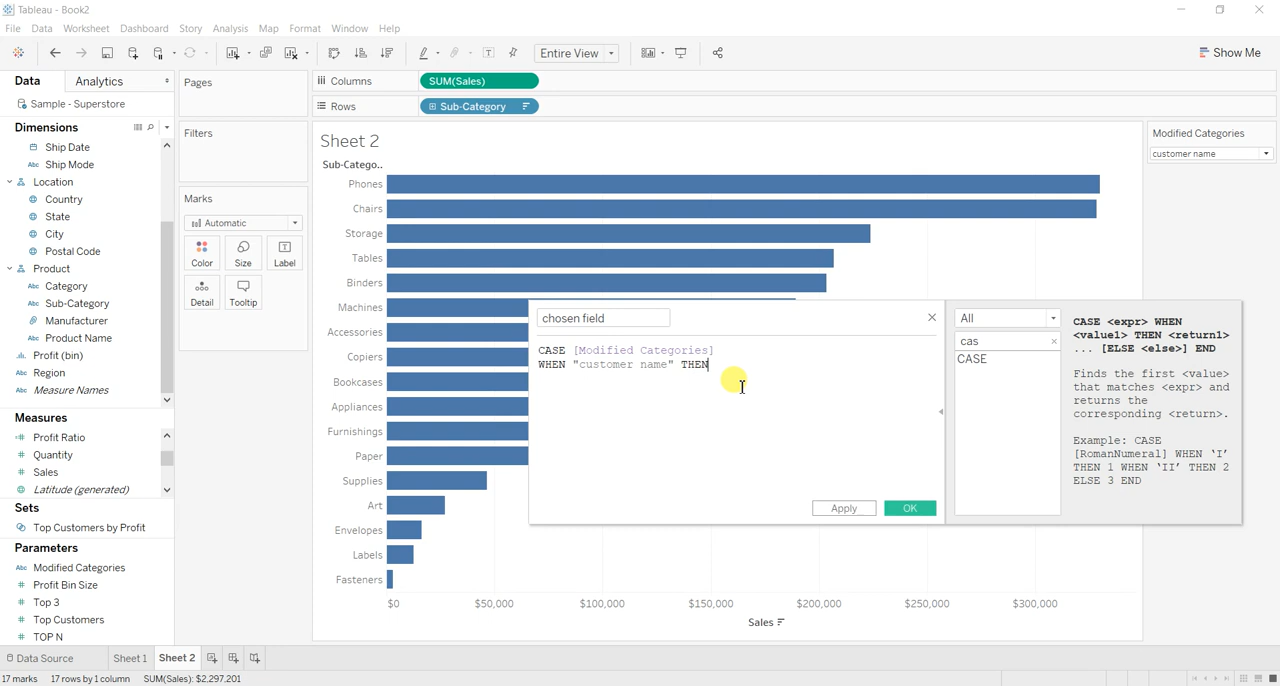 Tableau - Book2
File Data Worksheet Dashboard Story Analysis Map Format Window Help
Entire View
Show Me
Data Analytics
Sample - Superstore
Dimensions
Ship Date
Abc Ship Mode
Location
Country
State
City
Postal Code
Product
Abc Category
Abc Sub-Category
Manufacturer
Abc Product Name
Profit (bin)
Abc Region
Abc Measure Names
Measures
Profit Ratio
Quantity
Sales
Latitude (generated)
Sets
Top Customers by Profit
Parameters
Abc Modified Categories
Profit Bin Size
Top 3
Top Customers
TOP N
Pages
Filters
Marks
Automatic
Color Size Label
Detail Tooltip
Columns SUM(Sales)
Rows Sub-Category
Sheet 2
Sub-Catego..
Phones
Chairs
Storage
Tables
Binders
Machines
Accessories
Copiers
Bookcases
Appliances
Furnishings
Paper
Supplies
Art
Envelopes
Labels
Fasteners
$0 $50,000 $100,000 $150,000 $200,000 $250,000 $300,000
Sales
chosen field
CASE [Modified Categories]
WHEN "customer name" THEN
Apply OK
All
cas
CASE
CASE <expr> WHEN
<value1> THEN <return1>
... [ELSE <else>] END
Finds the first <value>
that matches <expr> and
returns the
corresponding <return>.
Example: CASE
[RomanNumeral] WHEN 'I'
THEN 1 WHEN 'II' THEN 2
ELSE 3 END
Modified Categories
customer name
Data Source Sheet 1 Sheet 2
17 marks 17 rows by 1 column SUM(Sales): $2,297,201